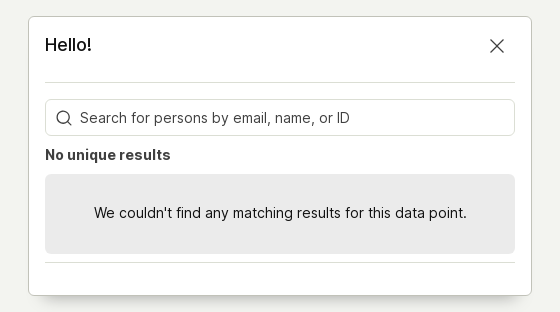 Hello!
Search for persons by email, name, or ID
No unique results
We couldn't find any matching results for this data point.